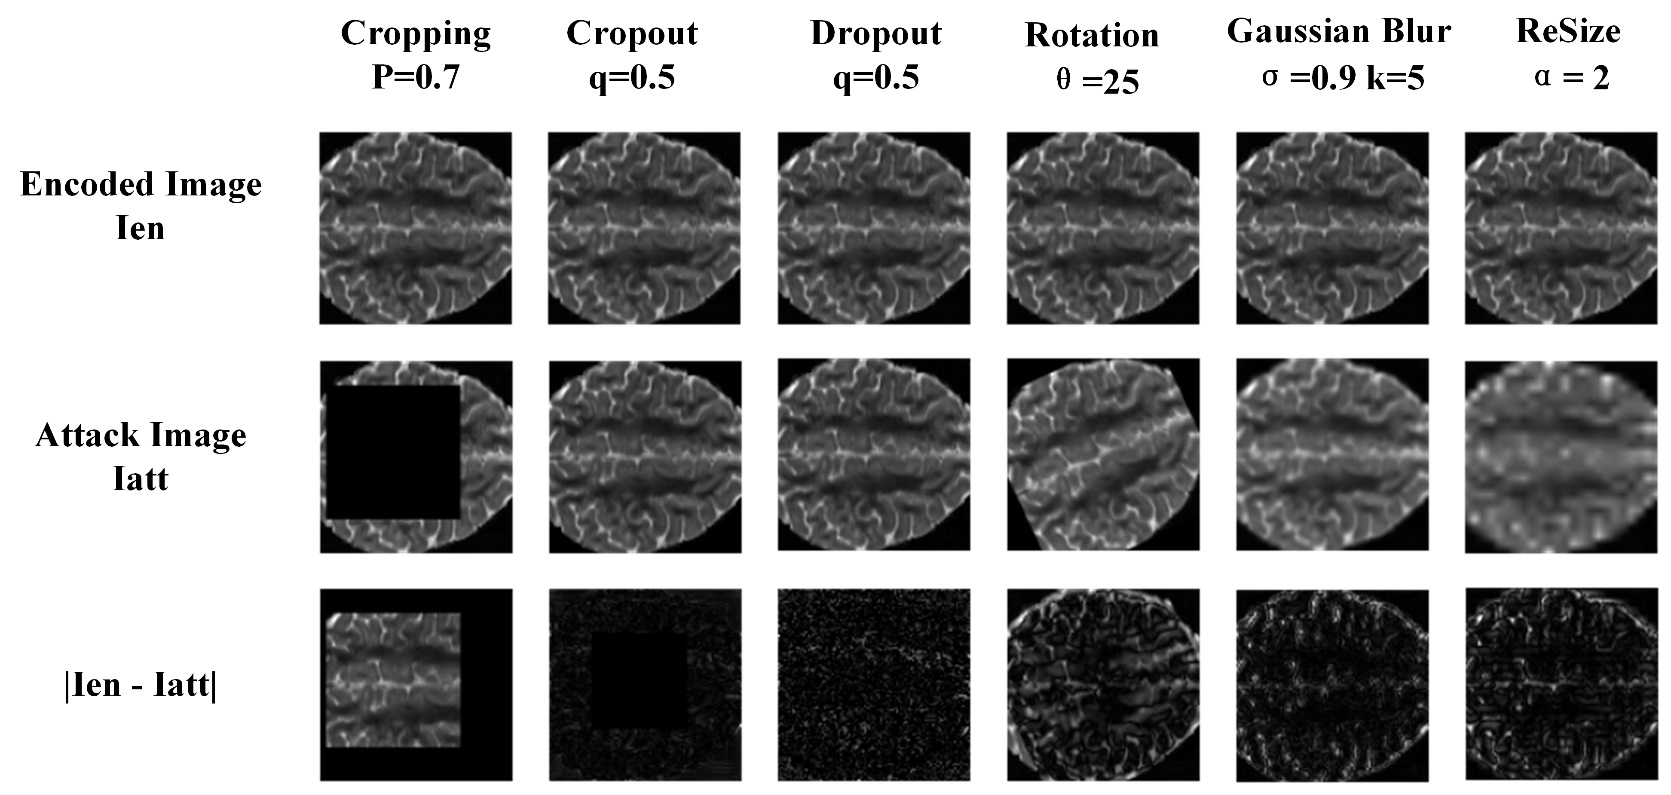 Cropping
P=0.7
Cropout
q=0.5
Dropout
q=0.5
Rotation
θ=25
Gaussian Blur
σ=0.9 k=5
ReSize
α = 2
Encoded Image
Ien
Attack Image
Iatt
|Ien - Iatt|